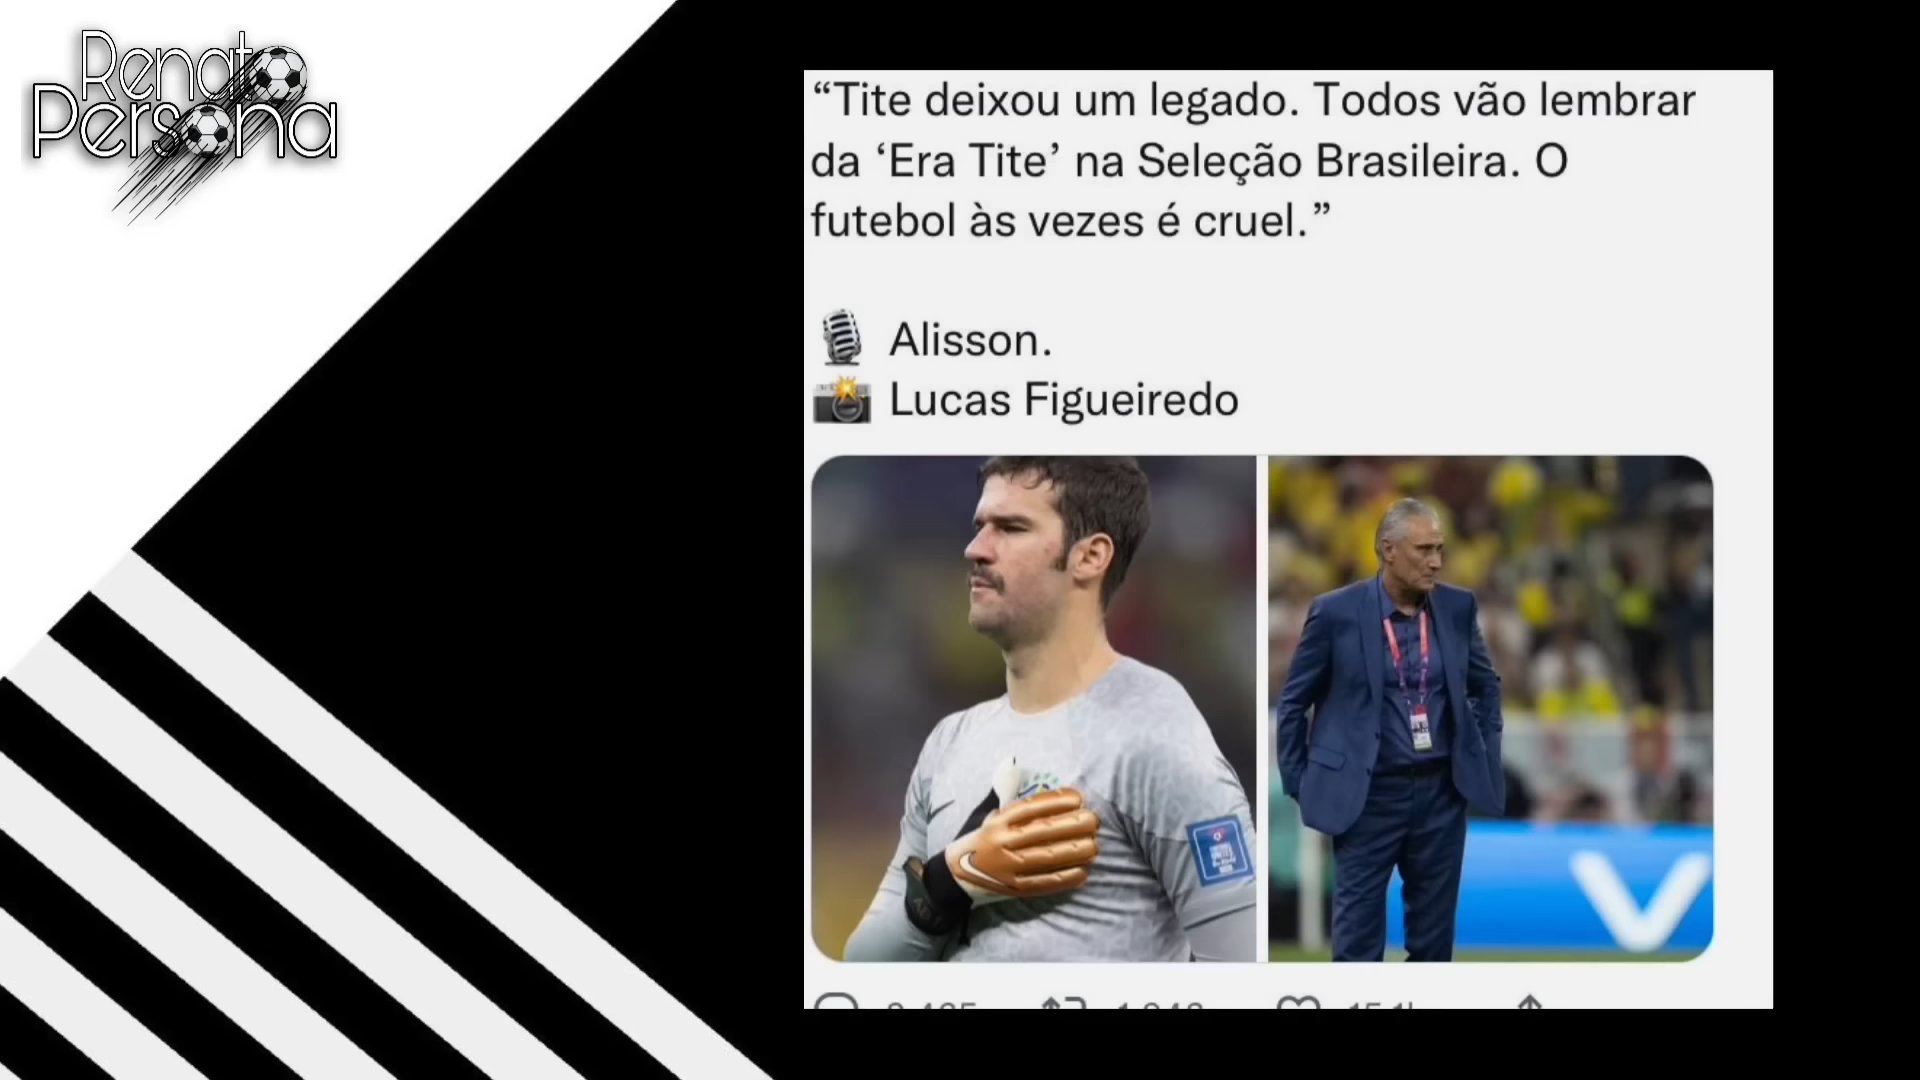 Renato
Persona
“Tite deixou um legado. Todos vão lembrar
da ‘Era Tite’ na Seleção Brasileira. O
futebol às vezes é cruel.”
Alisson.
Lucas Figueiredo